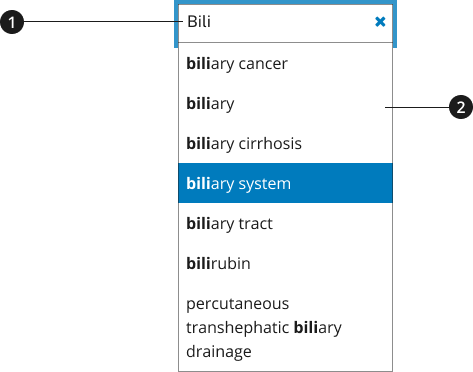 1
Bili
biliary cancer
biliary
2
biliary cirrhosis
biliary system
biliary tract
bilirubin
percutaneous
transhephatic biliary
drainage